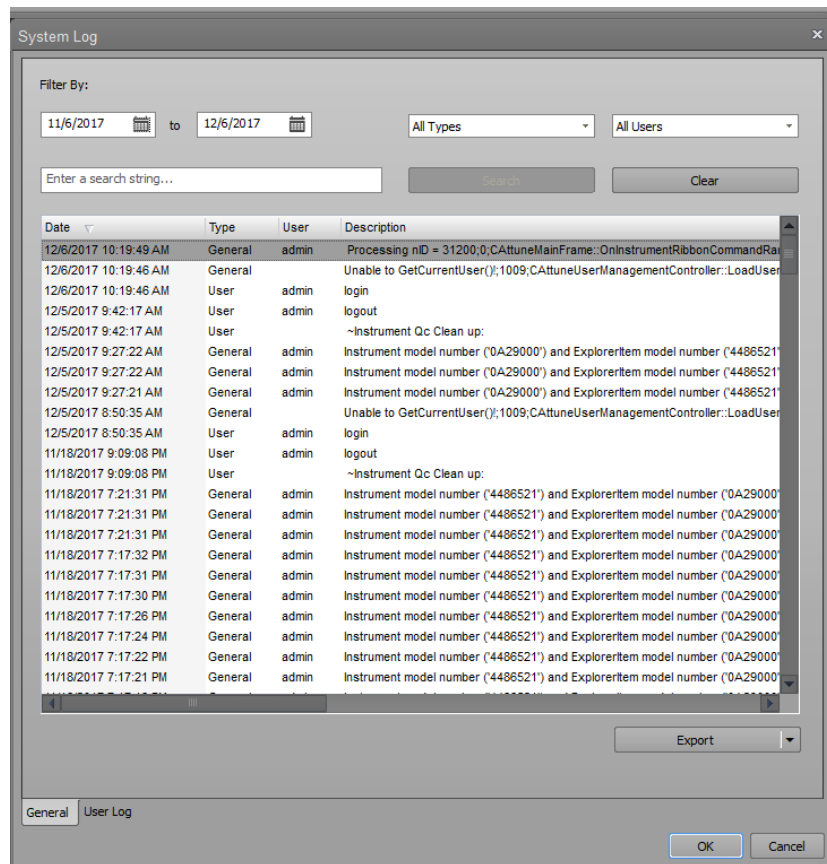 System Log
Filter By:
11/6/2017 to 12/6/2017 All Types All Users
Enter a search string... Search Clear
Date Type User Description
12/6/2017 10:19:49 AM General admin Processing nID = 31200;0;CAttuneMainFrame::OnInstrumentRibbonCommandRa
12/6/2017 10:19:46 AM General Unable to GetCurrentUser()!;1009;CAttuneUserManagementController::LoadUser
12/6/2017 10:19:46 AM User admin login
12/5/2017 9:42:17 AM User admin logout
12/5/2017 9:42:17 AM User ~Instrument Qc Clean up:
12/5/2017 9:27:22 AM General admin Instrument model number ('0A29000') and ExplorerItem model number ('4486521'
12/5/2017 9:27:22 AM General admin Instrument model number ('0A29000') and ExplorerItem model number ('4486521'
12/5/2017 9:27:21 AM General admin Instrument model number ('0A29000') and ExplorerItem model number ('4486521'
12/5/2017 8:50:35 AM General Unable to GetCurrentUser()!;1009;CAttuneUserManagementController::LoadUser
12/5/2017 8:50:35 AM User admin login
11/18/2017 9:09:08 PM User admin logout
11/18/2017 9:09:08 PM User ~Instrument Qc Clean up:
11/18/2017 7:21:31 PM General admin Instrument model number ('4486521') and ExplorerItem model number ('0A29000'
11/18/2017 7:21:31 PM General admin Instrument model number ('4486521') and ExplorerItem model number ('0A29000'
11/18/2017 7:21:31 PM General admin Instrument model number ('4486521') and ExplorerItem model number ('0A29000'
11/18/2017 7:17:32 PM General admin Instrument model number ('4486521') and ExplorerItem model number ('0A29000'
11/18/2017 7:17:31 PM General admin Instrument model number ('4486521') and ExplorerItem model number ('0A29000'
11/18/2017 7:17:30 PM General admin Instrument model number ('4486521') and ExplorerItem model number ('0A29000'
11/18/2017 7:17:26 PM General admin Instrument model number ('4486521') and ExplorerItem model number ('0A29000'
11/18/2017 7:17:24 PM General admin Instrument model number ('4486521') and ExplorerItem model number ('0A29000'
11/18/2017 7:17:22 PM General admin Instrument model number ('4486521') and ExplorerItem model number ('0A29000'
11/18/2017 7:17:21 PM General admin Instrument model number ('4486521') and ExplorerItem model number ('0A29000'
Export
General User Log
OK Cancel